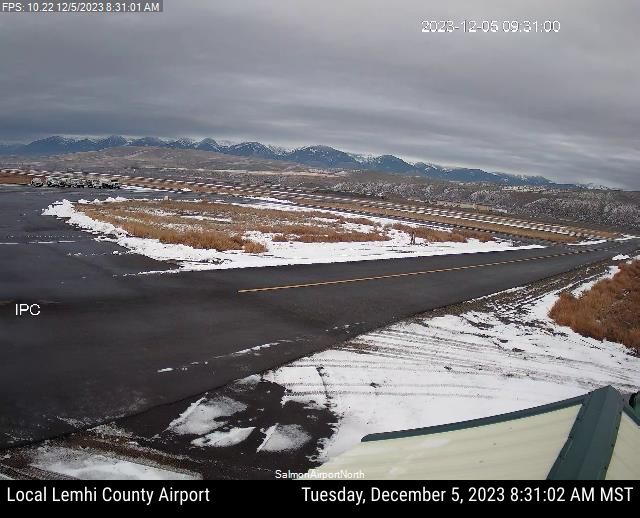 FPS: 10.22 12/5/2023 8:31:01 AM
2023-12-05 09:31:00
IPC
SalmonAirportNorth
Local Lemhi County Airport
Tuesday, December 5, 2023 8:31:02 AM MST